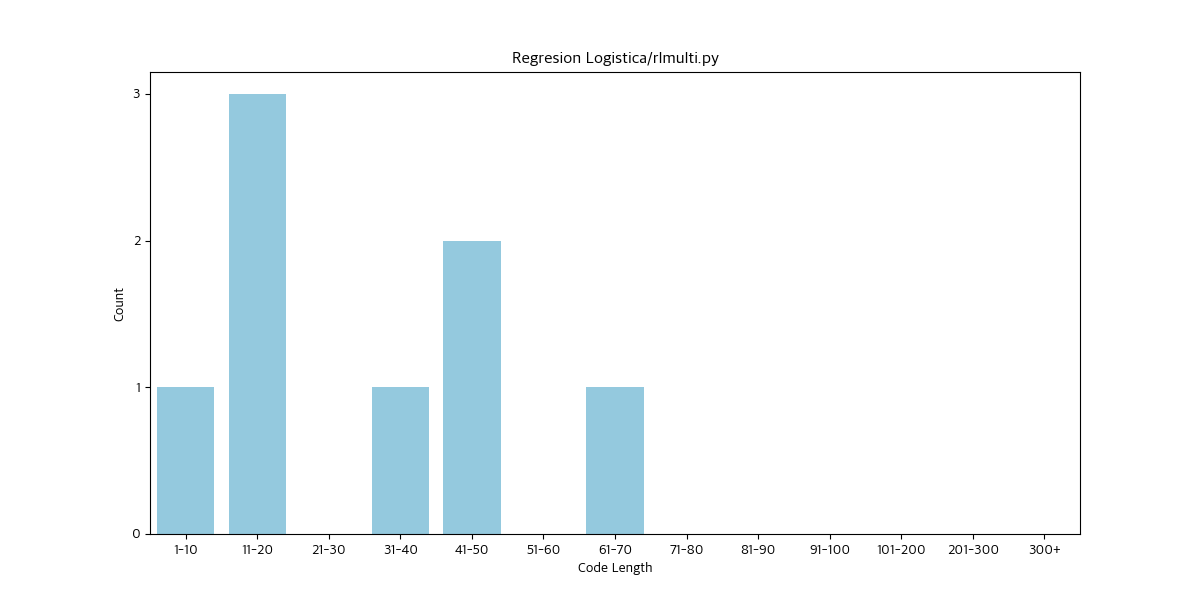 Regresion Logistica/rlmulti.py
3
2
1
0
Count
1-10 11-20 21-30 31-40 41-50 51-60 61-70 71-80 81-90 91-100 101-200 201-300 300+
Code Length